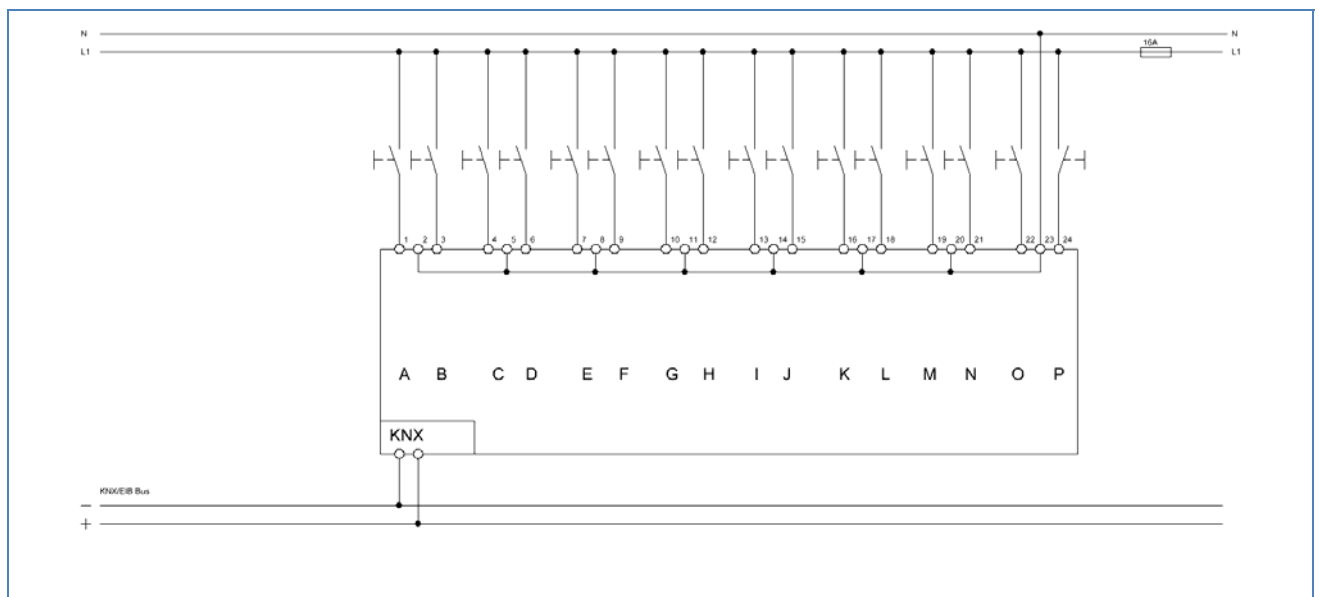 N N
L1 16A L1
1 2 3 4 5 6 7 8 9 10 11 12 13 14 15 16 17 18 19 20 21 22 23 24
A B C D E F G H I J K L M N O P
KNX
KNX/EIB Bus
−
+